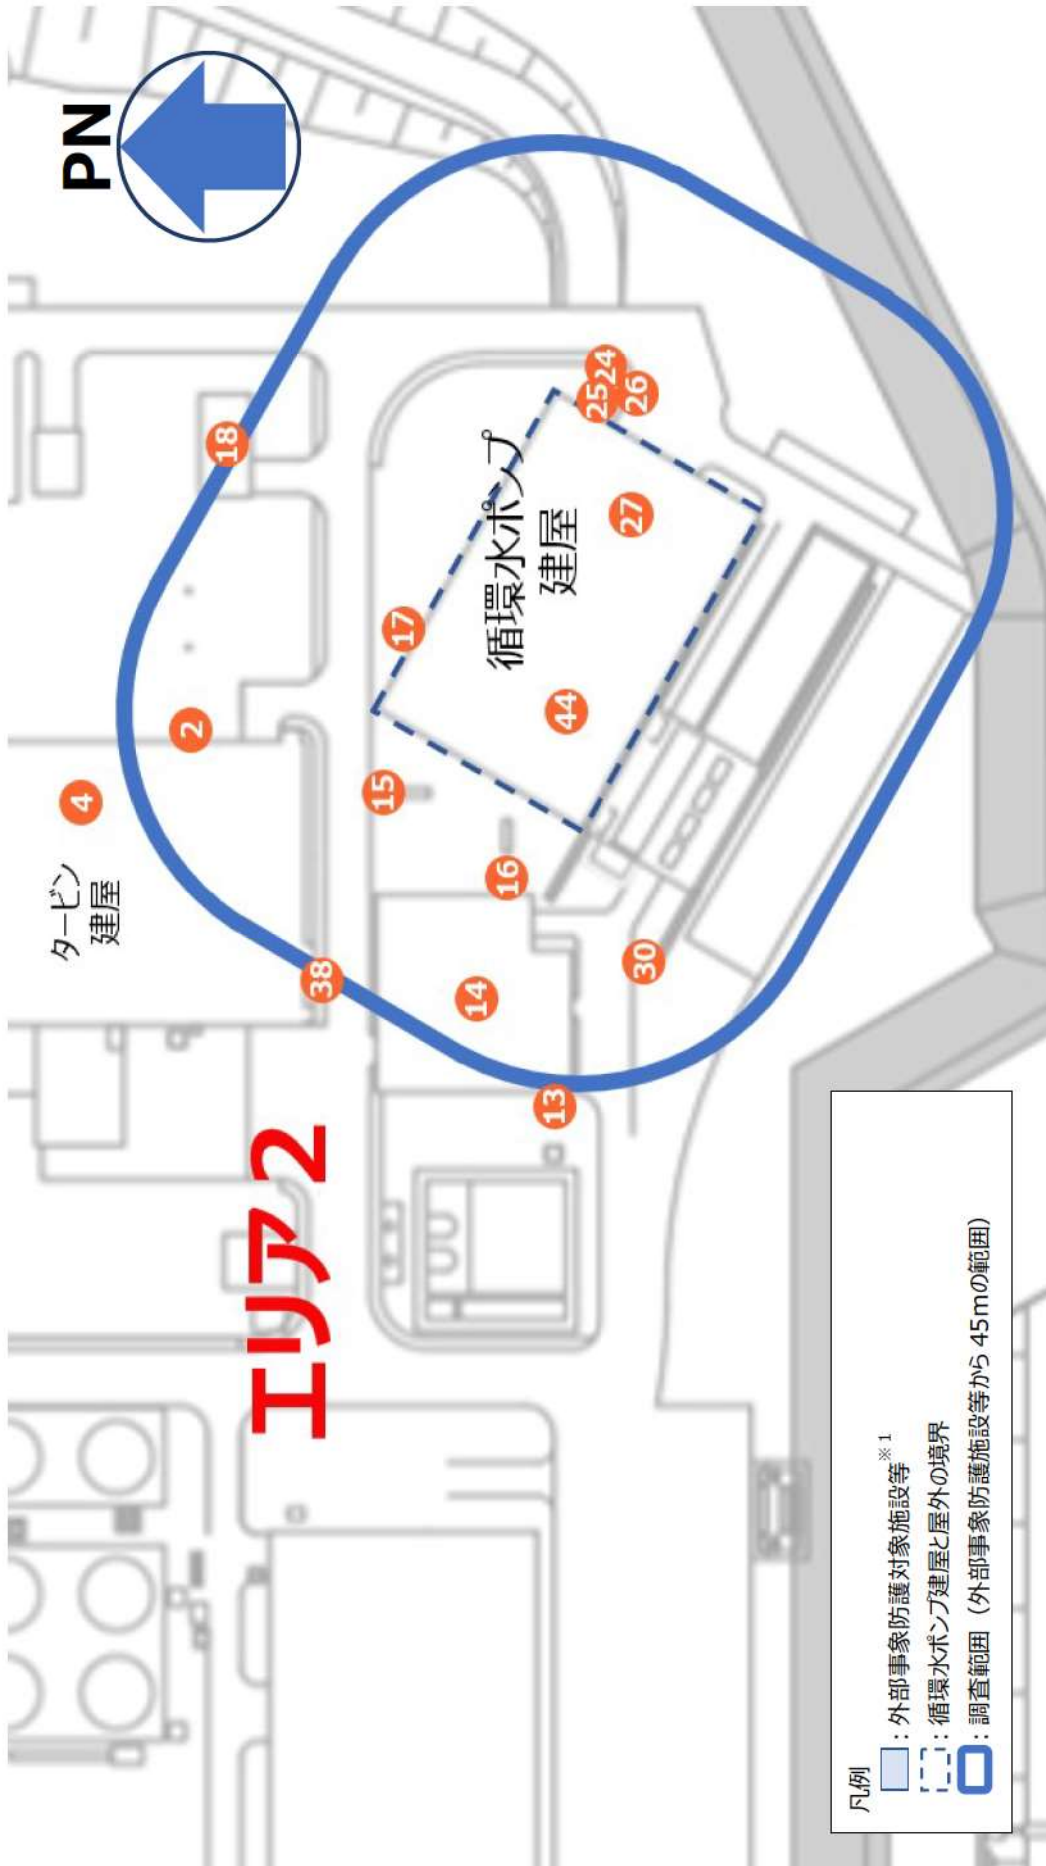 PN
エリア 2
タービン
建屋
循環水ポンプ
建屋
4
2
18
38
15
17
16
14
13
30
44
27
25
24
26
凡例
：外部事象防護対象施設等※1
：循環水ポンプ建屋と屋外の境界
：調査範囲（外部事象防護施設等から 45mの範囲）